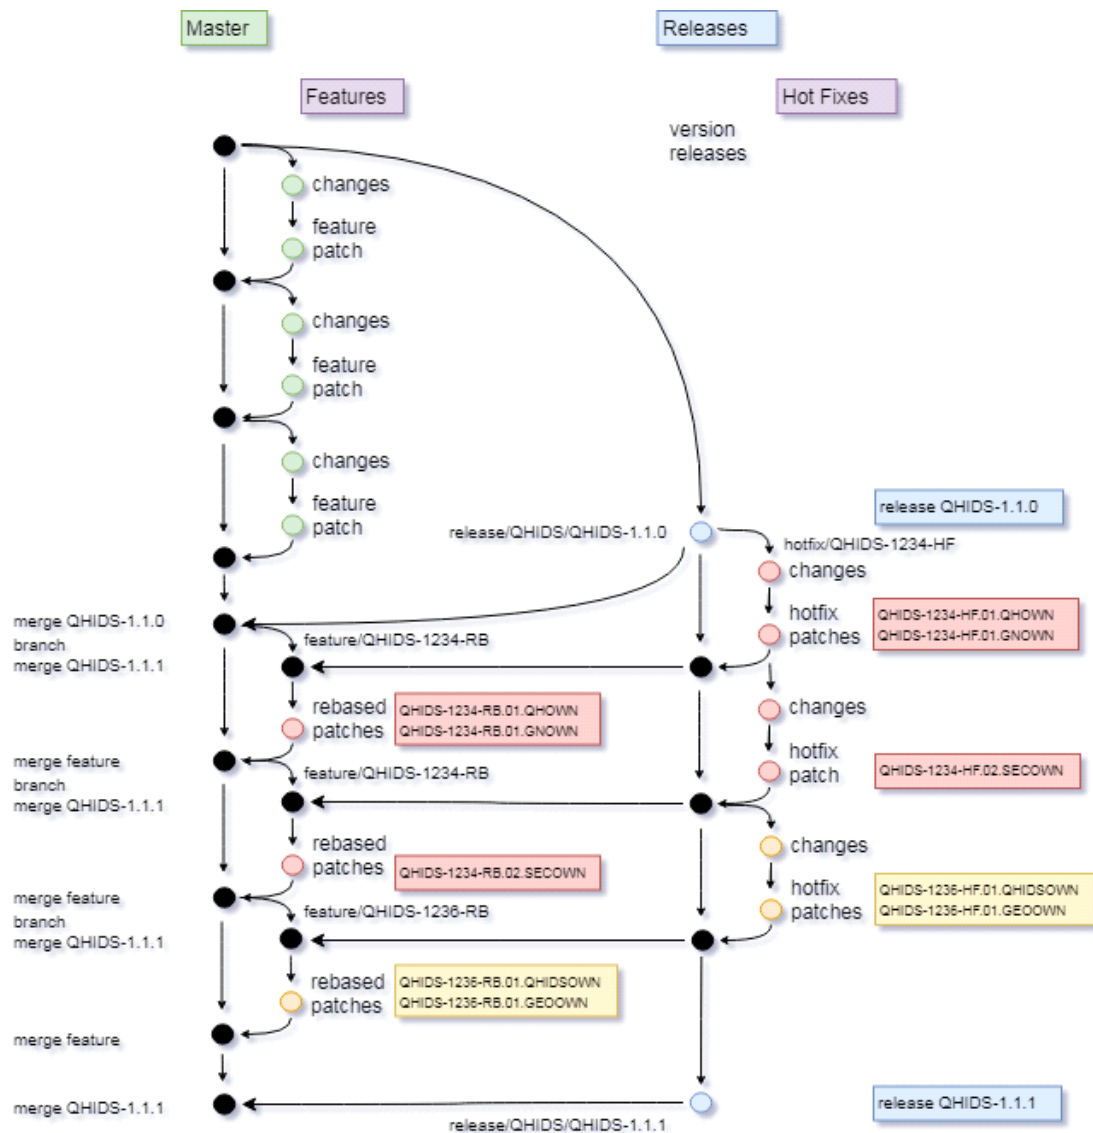 Master
Releases
Features
Hot Fixes
version
releases
changes
feature
patch
changes
feature
patch
changes
feature
patch
release QHIDS-1.1.0
release/QHIDS/QHIDS-1.1.0
hotfix/QHIDS-1234-HF
changes
hotfix
patches
QHIDS-1234-HF.01.QHOWN
QHIDS-1234-HF.01.GNOWN
merge QHIDS-1.1.0
branch
merge QHIDS-1.1.1
feature/QHIDS-1234-RB
rebased
patches
QHIDS-1234-RB.01.QHOWN
QHIDS-1234-RB.01.GNOWN
changes
hotfix
patch
QHIDS-1234-HF.02.SECOWN
merge feature
branch
merge QHIDS-1.1.1
feature/QHIDS-1234-RB
rebased
patches
QHIDS-1234-RB.02.SECOWN
changes
hotfix
patches
QHIDS-1236-HF.01.QHIDSOWN
QHIDS-1236-HF.01.GEOOWN
merge feature
branch
merge QHIDS-1.1.1
feature/QHIDS-1236-RB
rebased
patches
QHIDS-1236-RB.01.QHIDSOWN
QHIDS-1236-RB.01.GEOOWN
merge feature
merge QHIDS-1.1.1
release/QHIDS/QHIDS-1.1.1
release QHIDS-1.1.1